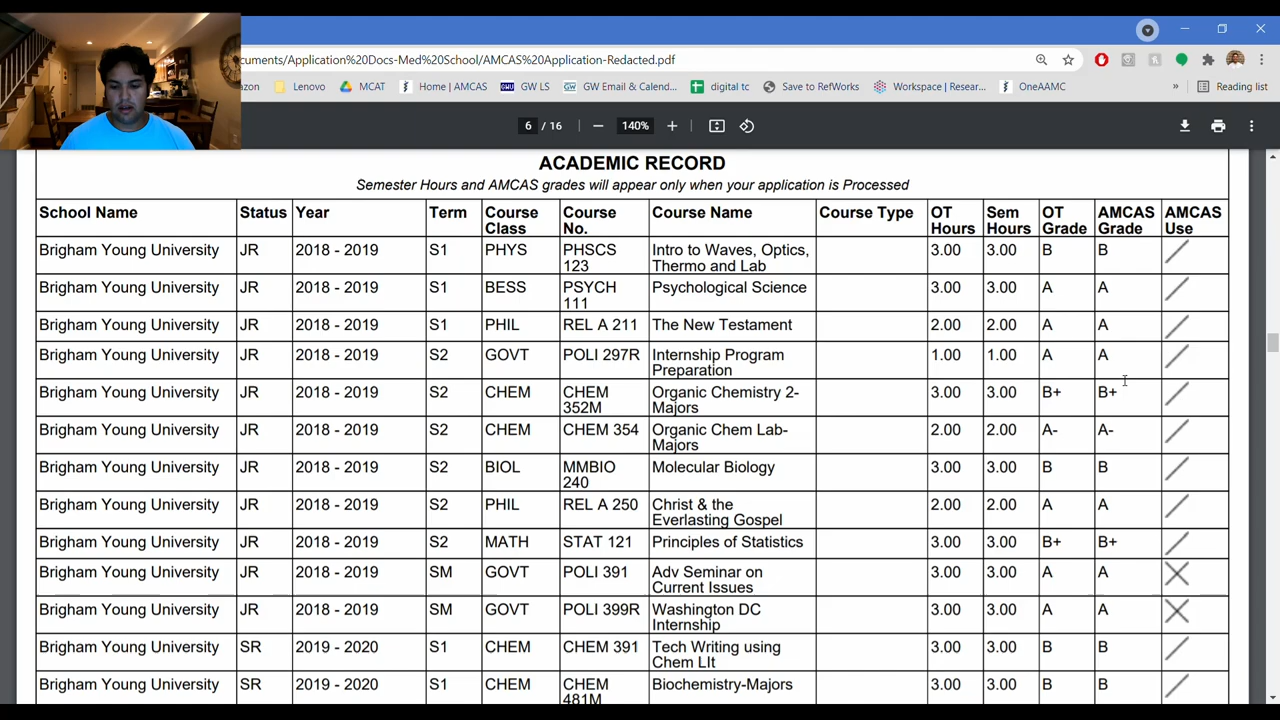 cuments/Application%20Docs-Med%20School/AMCAS%20Application-Redacted.pdf
azon Lenovo MCAT Home | AMCAS GW LS GW Email & Calend... digital tc Save to RefWorks Workspace | Resear... OneAAMC » Reading list
6 / 16 140%
ACADEMIC RECORD
Semester Hours and AMCAS grades will appear only when your application is Processed
School Name Status Year Term Course Class Course No. Course Name Course Type OT Hours Sem Hours OT Grade AMCAS Grade AMCAS Use
Brigham Young University JR 2018 - 2019 S1 PHYS PHSCS 123 Intro to Waves, Optics, Thermo and Lab 3.00 3.00 B B
Brigham Young University JR 2018 - 2019 S1 BESS PSYCH 111 Psychological Science 3.00 3.00 A A
Brigham Young University JR 2018 - 2019 S1 PHIL REL A 211 The New Testament 2.00 2.00 A A
Brigham Young University JR 2018 - 2019 S2 GOVT POLI 297R Internship Program Preparation 1.00 1.00 A A
Brigham Young University JR 2018 - 2019 S2 CHEM CHEM 352M Organic Chemistry 2-Majors 3.00 3.00 B+ B+
Brigham Young University JR 2018 - 2019 S2 CHEM CHEM 354 Organic Chem Lab-Majors 2.00 2.00 A- A-
Brigham Young University JR 2018 - 2019 S2 BIOL MMBIO 240 Molecular Biology 3.00 3.00 B B
Brigham Young University JR 2018 - 2019 S2 PHIL REL A 250 Christ & the Everlasting Gospel 2.00 2.00 A A
Brigham Young University JR 2018 - 2019 S2 MATH STAT 121 Principles of Statistics 3.00 3.00 B+ B+
Brigham Young University JR 2018 - 2019 SM GOVT POLI 391 Adv Seminar on Current Issues 3.00 3.00 A A
Brigham Young University JR 2018 - 2019 SM GOVT POLI 399R Washington DC Internship 3.00 3.00 A A
Brigham Young University SR 2019 - 2020 S1 CHEM CHEM 391 Tech Writing using Chem LIt 3.00 3.00 B B
Brigham Young University SR 2019 - 2020 S1 CHEM CHEM 481M Biochemistry-Majors 3.00 3.00 B B